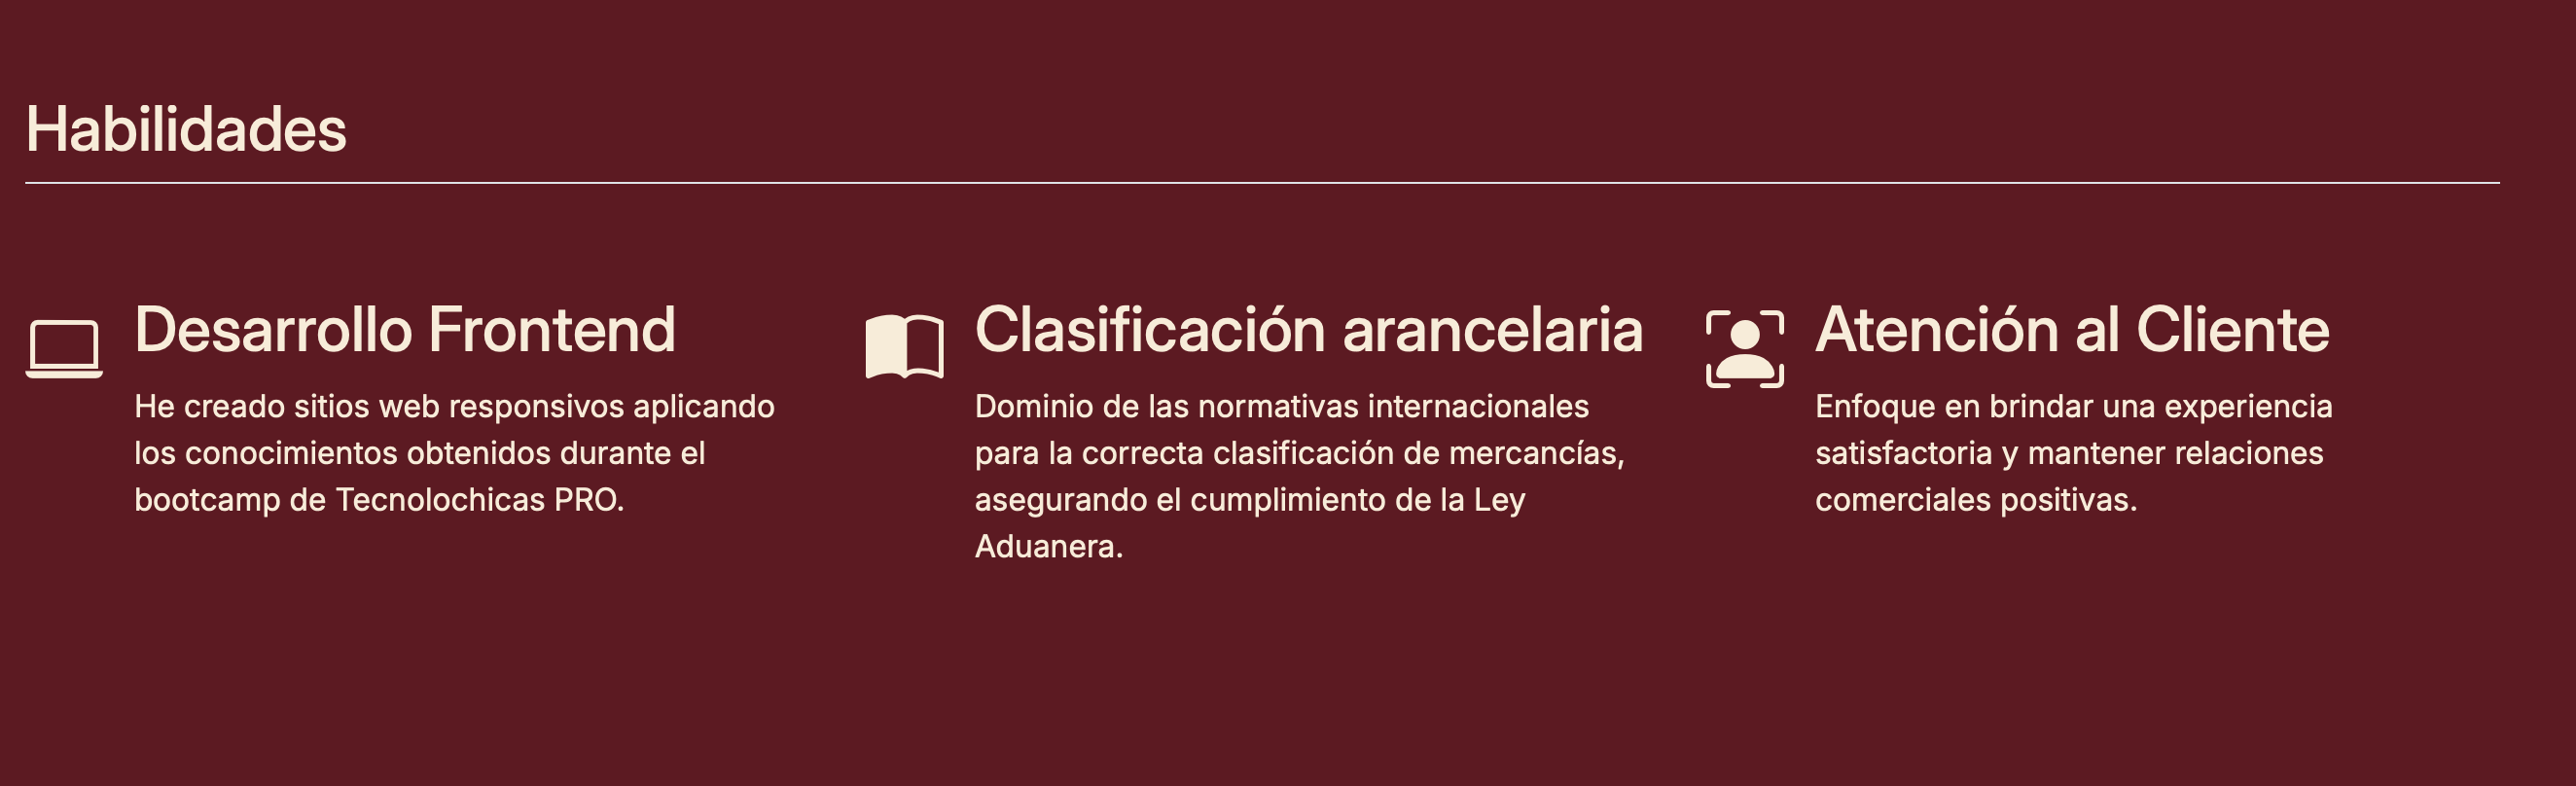 Habilidades
Desarrollo Frontend
He creado sitios web responsivos aplicando
los conocimientos obtenidos durante el
bootcamp de Tecnolochicas PRO.
Clasificación arancelaria
Dominio de las normativas internacionales
para la correcta clasificación de mercancías,
asegurando el cumplimiento de la Ley
Aduanera.
Atención al Cliente
Enfoque en brindar una experiencia
satisfactoria y mantener relaciones
comerciales positivas.